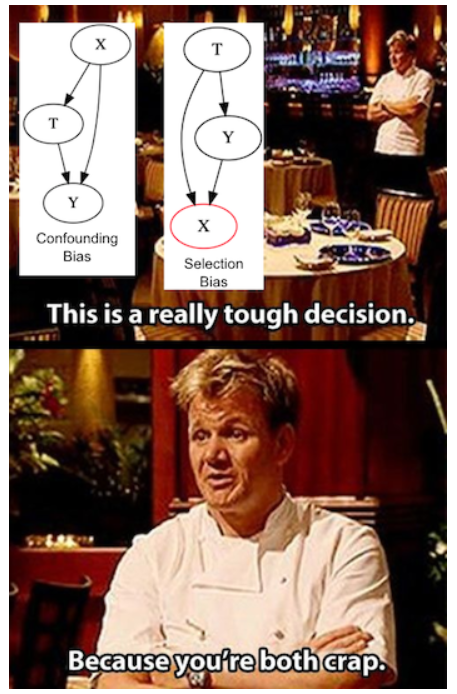 X
T
Y
Confounding
Bias
T
Y
X
Selection
Bias
This is a really tough decision.
Because you're both crap.